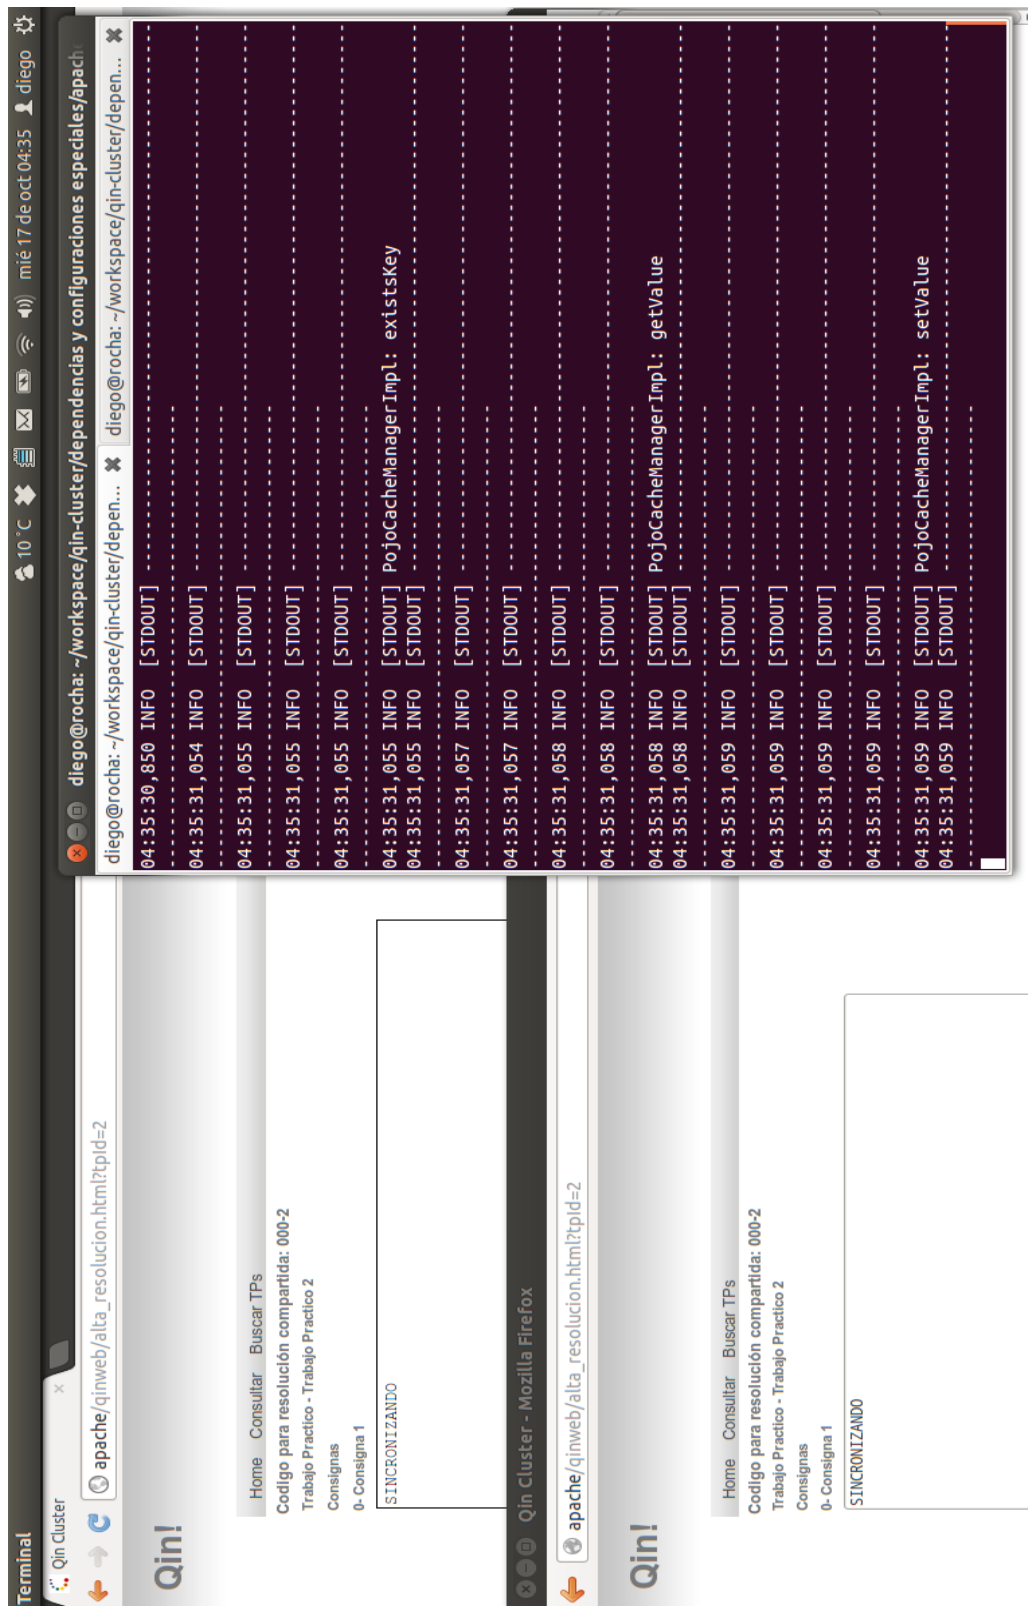 Terminal
10 °C
mié 17 de oct 04:35
diego
Qin Cluster
apache/qinweb/alta_resolucion.html?tpId=2
Qin!
Home Consultar Buscar TPs
Codigo para resolución compartida: 000-2
Trabajo Practico - Trabajo Practico 2
Consignas
0- Consigna 1
SINCRONIZANDO
Qin Cluster - Mozilla Firefox
apache/qinweb/alta_resolucion.html?tpId=2
Qin!
Home Consultar Buscar TPs
Codigo para resolución compartida: 000-2
Trabajo Practico - Trabajo Practico 2
Consignas
0- Consigna 1
SINCRONIZANDO
diego@rocha: ~/workspace/qin-cluster/dependencias y configuraciones especiales/apach
diego@rocha: ~/workspace/qin-cluster/depen...
diego@rocha: ~/workspace/qin-cluster/depen...
04:35:30,850 INFO [STDOUT] ----------
04:35:31,054 INFO [STDOUT] ----------
04:35:31,055 INFO [STDOUT] ----------
04:35:31,055 INFO [STDOUT] ----------
04:35:31,055 INFO [STDOUT] ----------
04:35:31,055 INFO [STDOUT] PojoCacheManagerImpl: existsKey
04:35:31,055 INFO [STDOUT] ----------
04:35:31,057 INFO [STDOUT] ----------
04:35:31,057 INFO [STDOUT] ----------
04:35:31,058 INFO [STDOUT] ----------
04:35:31,058 INFO [STDOUT] ----------
04:35:31,058 INFO [STDOUT] PojoCacheManagerImpl: getValue
04:35:31,058 INFO [STDOUT] ----------
04:35:31,059 INFO [STDOUT] ----------
04:35:31,059 INFO [STDOUT] ----------
04:35:31,059 INFO [STDOUT] ----------
04:35:31,059 INFO [STDOUT] ----------
04:35:31,059 INFO [STDOUT] PojoCacheManagerImpl: setValue
04:35:31,059 INFO [STDOUT] ----------